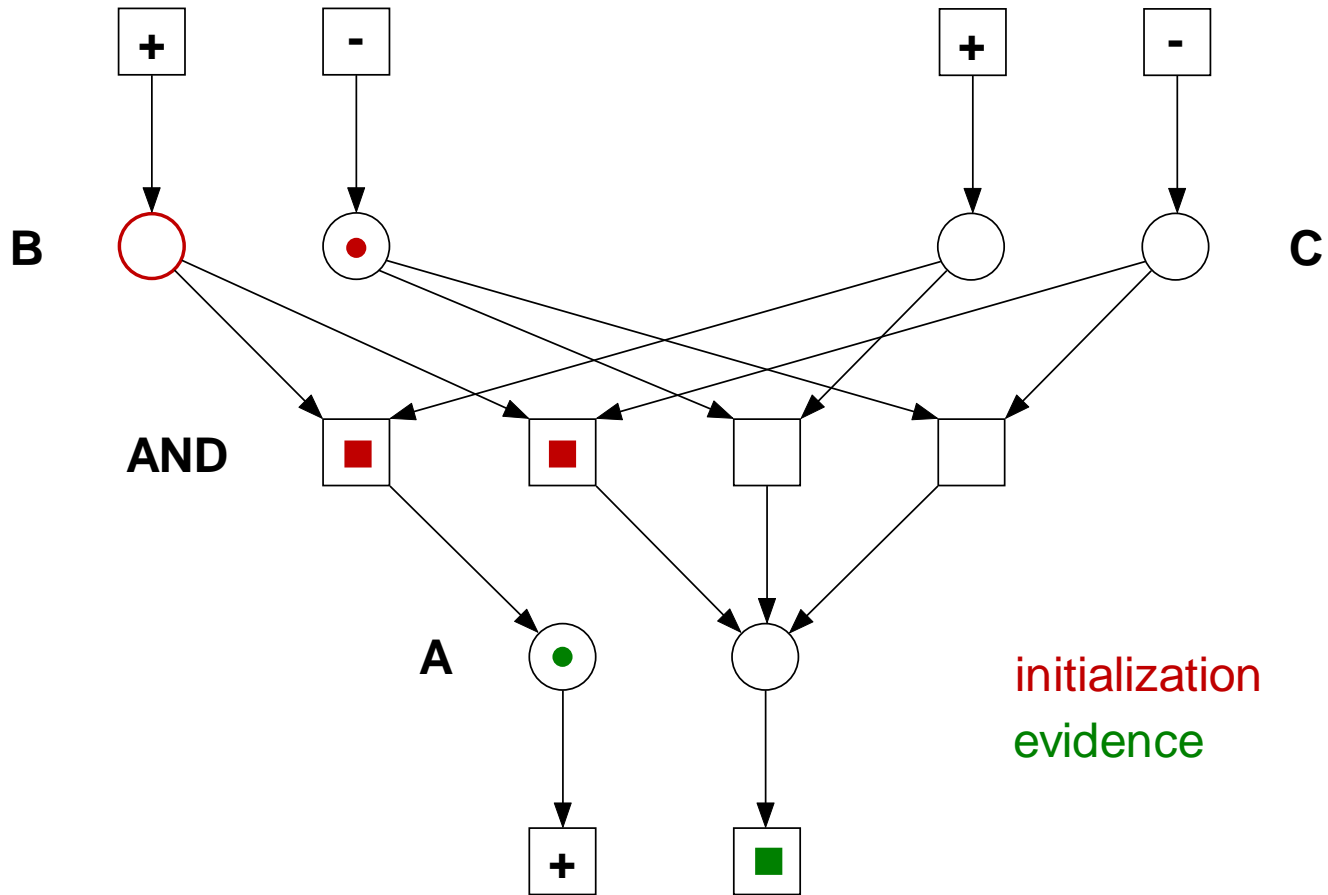 + - + -
B C
AND
A
initialization
evidence
+